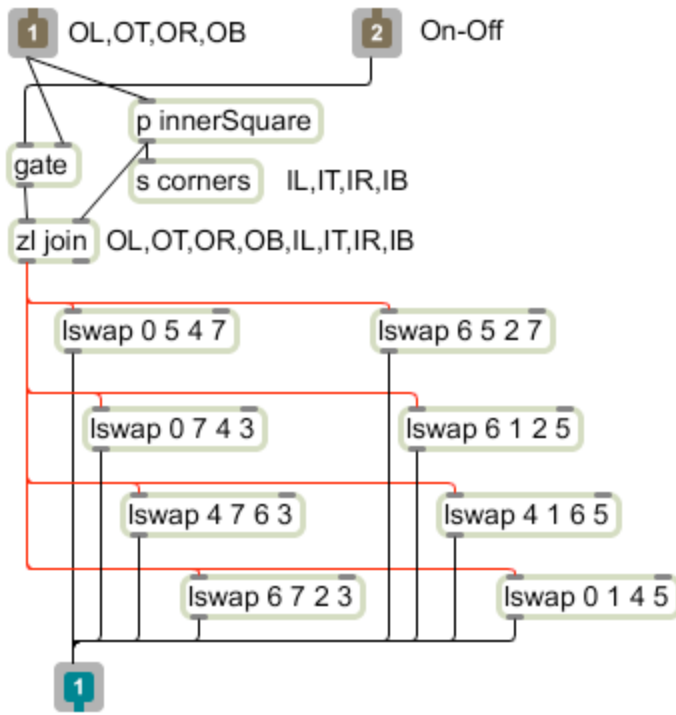 1 OL,OT,OR,OB
2 On-Off
p innerSquare
gate
s corners IL,IT,IR,IB
zl join OL,OT,OR,OB,IL,IT,IR,IB
lswap 0 5 4 7
lswap 6 5 2 7
lswap 0 7 4 3
lswap 6 1 2 5
lswap 4 7 6 3
lswap 4 1 6 5
lswap 6 7 2 3
lswap 0 1 4 5
1